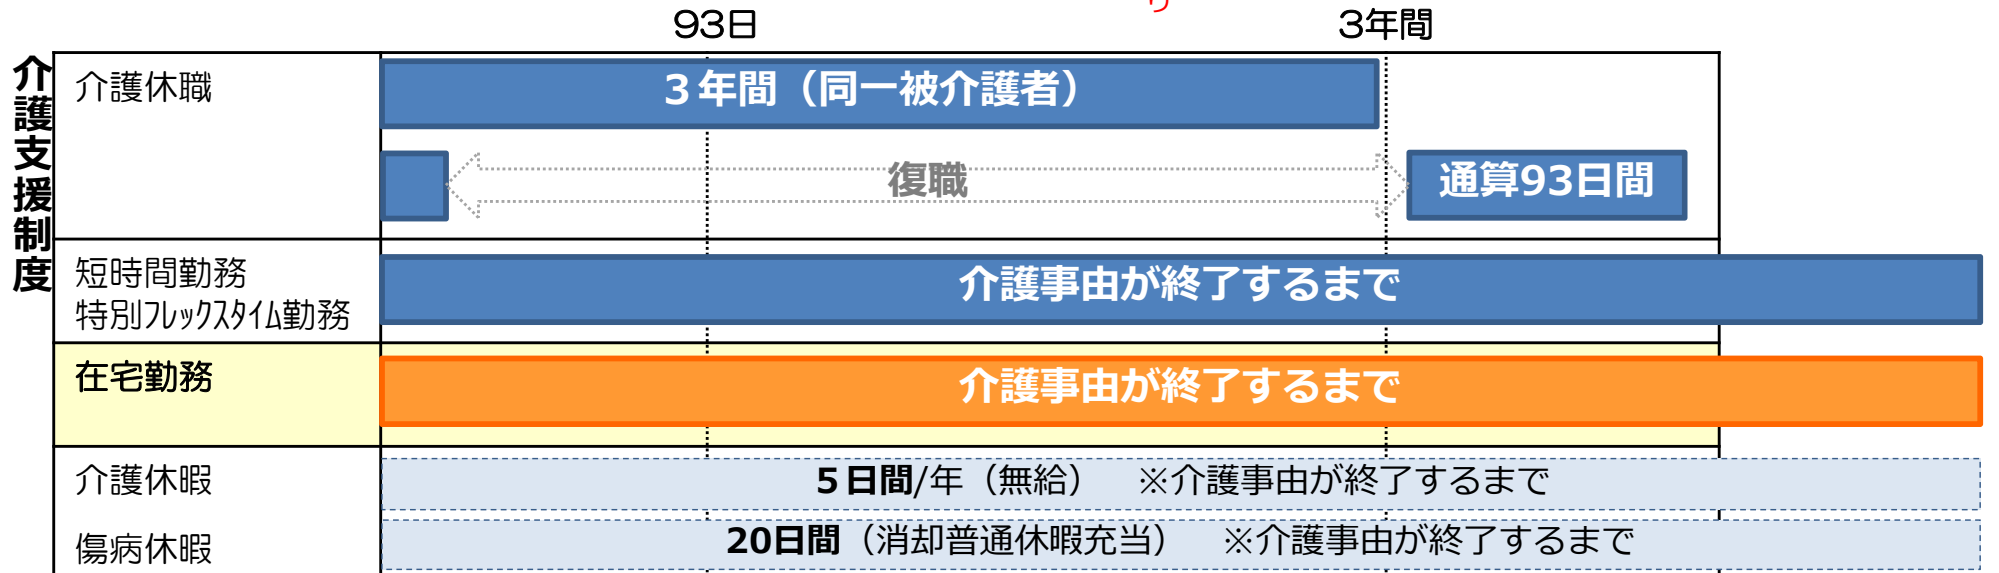 り
93日
3年間
介護支援制度
介護休職
3年間（同一被介護者）
復職
通算93日間
短時間勤務
特別ﾌﾚｯｸｽﾀｲﾑ勤務
介護事由が終了するまで
在宅勤務
介護事由が終了するまで
介護休暇
5日間/年（無給）　※介護事由が終了するまで
傷病休暇
20日間（消却普通休暇充当）　※介護事由が終了するまで